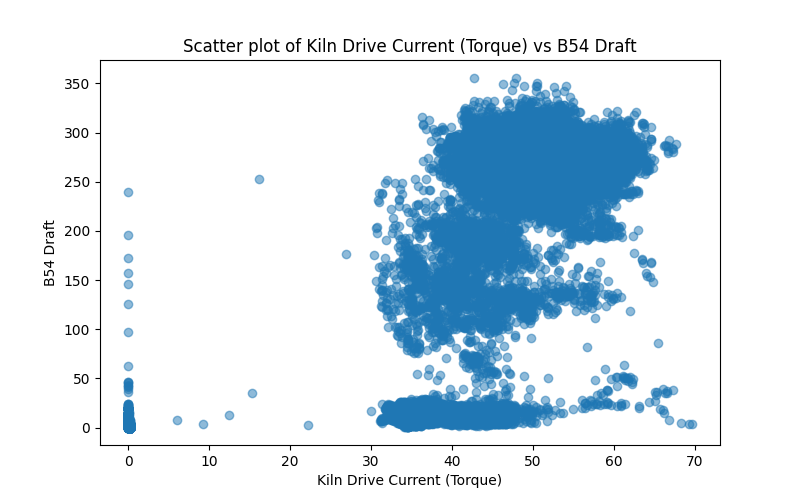 Scatter plot of Kiln Drive Current (Torque) vs B54 Draft
350
300
250
200
150
100
50
0
B54 Draft
0 10 20 30 40 50 60 70
Kiln Drive Current (Torque)